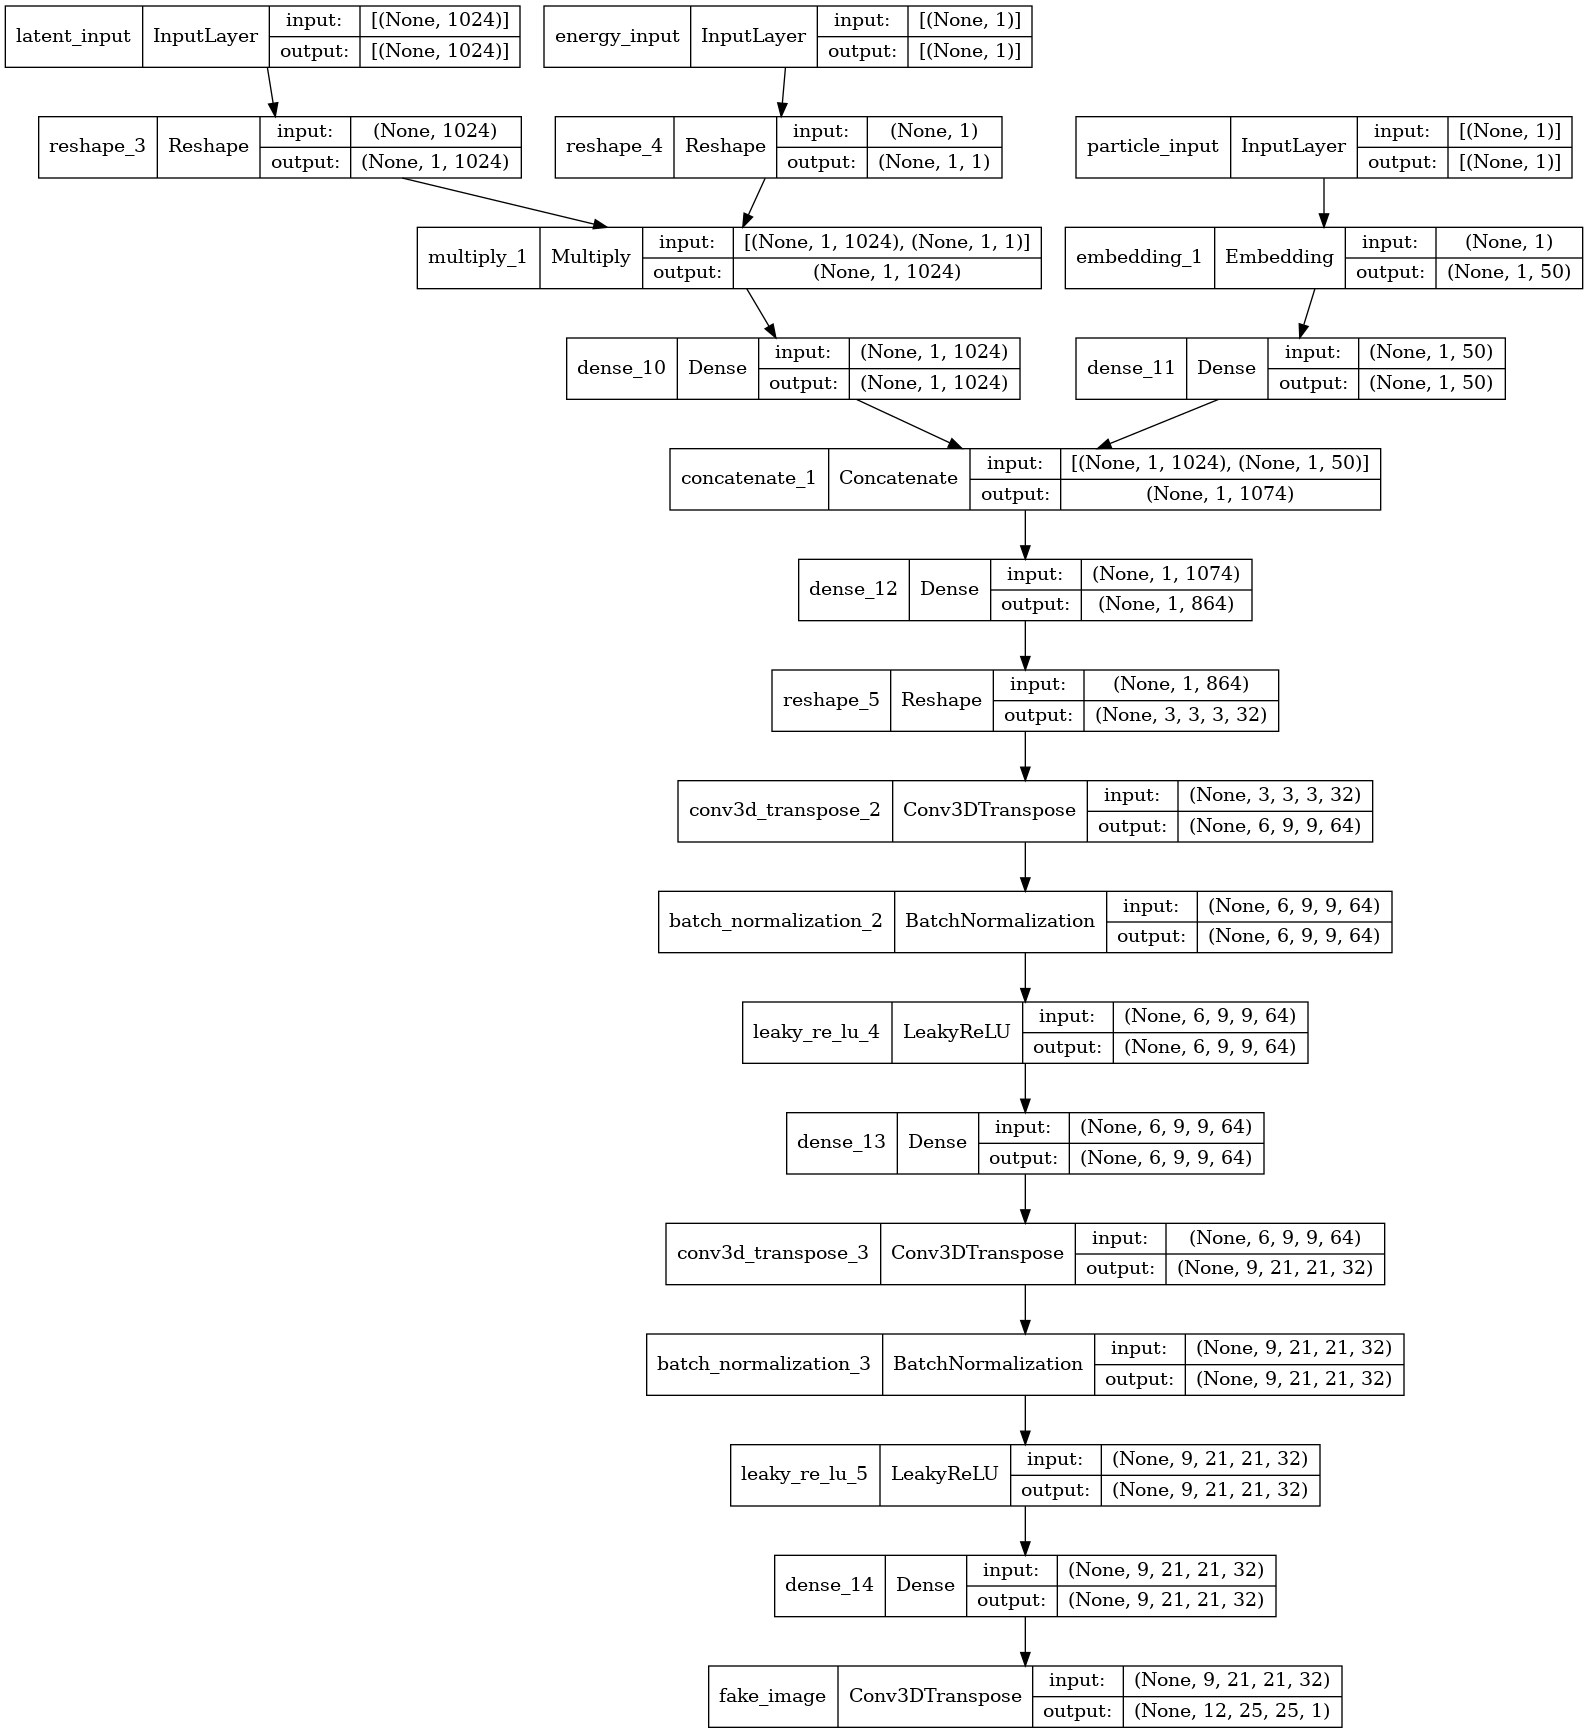 latent_input InputLayer input: [(None, 1024)]
output: [(None, 1024)]
energy_input InputLayer input: [(None, 1)]
output: [(None, 1)]
reshape_3 Reshape input: (None, 1024)
output: (None, 1, 1024)
reshape_4 Reshape input: (None, 1)
output: (None, 1, 1)
particle_input InputLayer input: [(None, 1)]
output: [(None, 1)]
multiply_1 Multiply input: [(None, 1, 1024), (None, 1, 1)]
output: (None, 1, 1024)
embedding_1 Embedding input: (None, 1)
output: (None, 1, 50)
dense_10 Dense input: (None, 1, 1024)
output: (None, 1, 1024)
dense_11 Dense input: (None, 1, 50)
output: (None, 1, 50)
concatenate_1 Concatenate input: [(None, 1, 1024), (None, 1, 50)]
output: (None, 1, 1074)
dense_12 Dense input: (None, 1, 1074)
output: (None, 1, 864)
reshape_5 Reshape input: (None, 1, 864)
output: (None, 3, 3, 3, 32)
conv3d_transpose_2 Conv3DTranspose input: (None, 3, 3, 3, 32)
output: (None, 6, 9, 9, 64)
batch_normalization_2 BatchNormalization input: (None, 6, 9, 9, 64)
output: (None, 6, 9, 9, 64)
leaky_re_lu_4 LeakyReLU input: (None, 6, 9, 9, 64)
output: (None, 6, 9, 9, 64)
dense_13 Dense input: (None, 6, 9, 9, 64)
output: (None, 6, 9, 9, 64)
conv3d_transpose_3 Conv3DTranspose input: (None, 6, 9, 9, 64)
output: (None, 9, 21, 21, 32)
batch_normalization_3 BatchNormalization input: (None, 9, 21, 21, 32)
output: (None, 9, 21, 21, 32)
leaky_re_lu_5 LeakyReLU input: (None, 9, 21, 21, 32)
output: (None, 9, 21, 21, 32)
dense_14 Dense input: (None, 9, 21, 21, 32)
output: (None, 9, 21, 21, 32)
fake_image Conv3DTranspose input: (None, 9, 21, 21, 32)
output: (None, 12, 25, 25, 1)